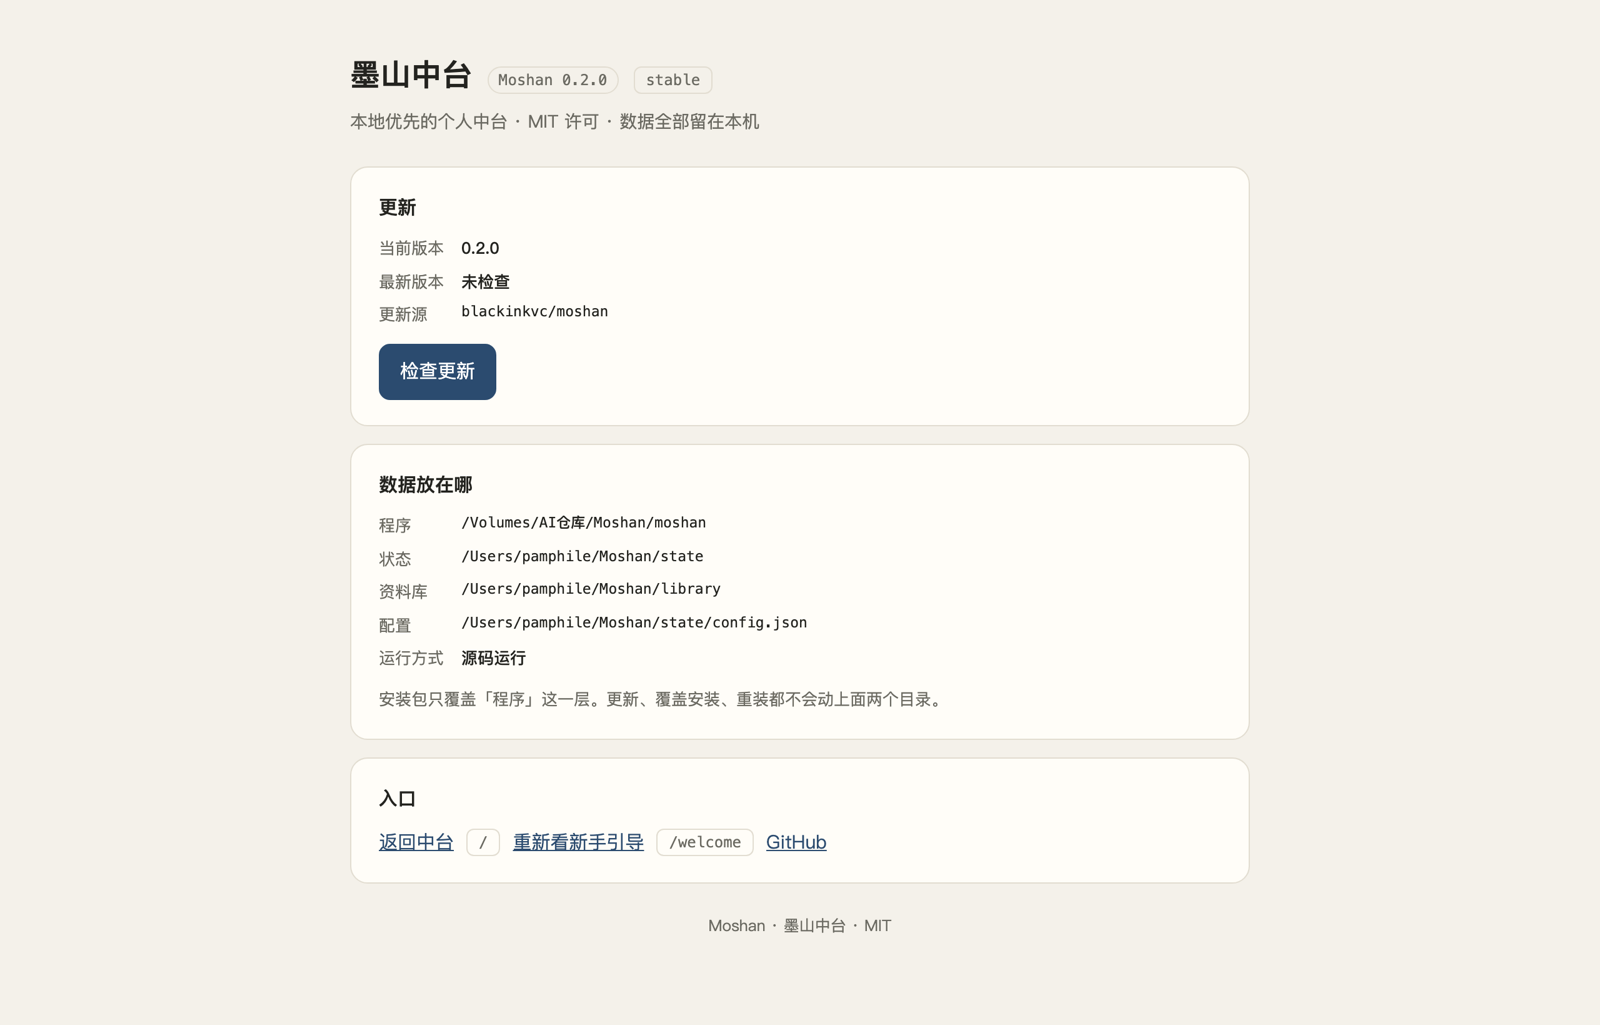 墨山中台 Moshan 0.2.0 stable
本地优先的个人中台 · MIT 许可 · 数据全部留在本机
更新
当前版本 0.2.0
最新版本 未检查
更新源 blackinkvc/moshan
检查更新
数据放在哪
程序 /Volumes/AI仓库/Moshan/moshan
状态 /Users/pamphile/Moshan/state
资料库 /Users/pamphile/Moshan/library
配置 /Users/pamphile/Moshan/state/config.json
运行方式 源码运行
安装包只覆盖「程序」这一层。更新、覆盖安装、重装都不会动上面两个目录。
入口
返回中台 / 重新看新手引导 /welcome GitHub
Moshan · 墨山中台 · MIT